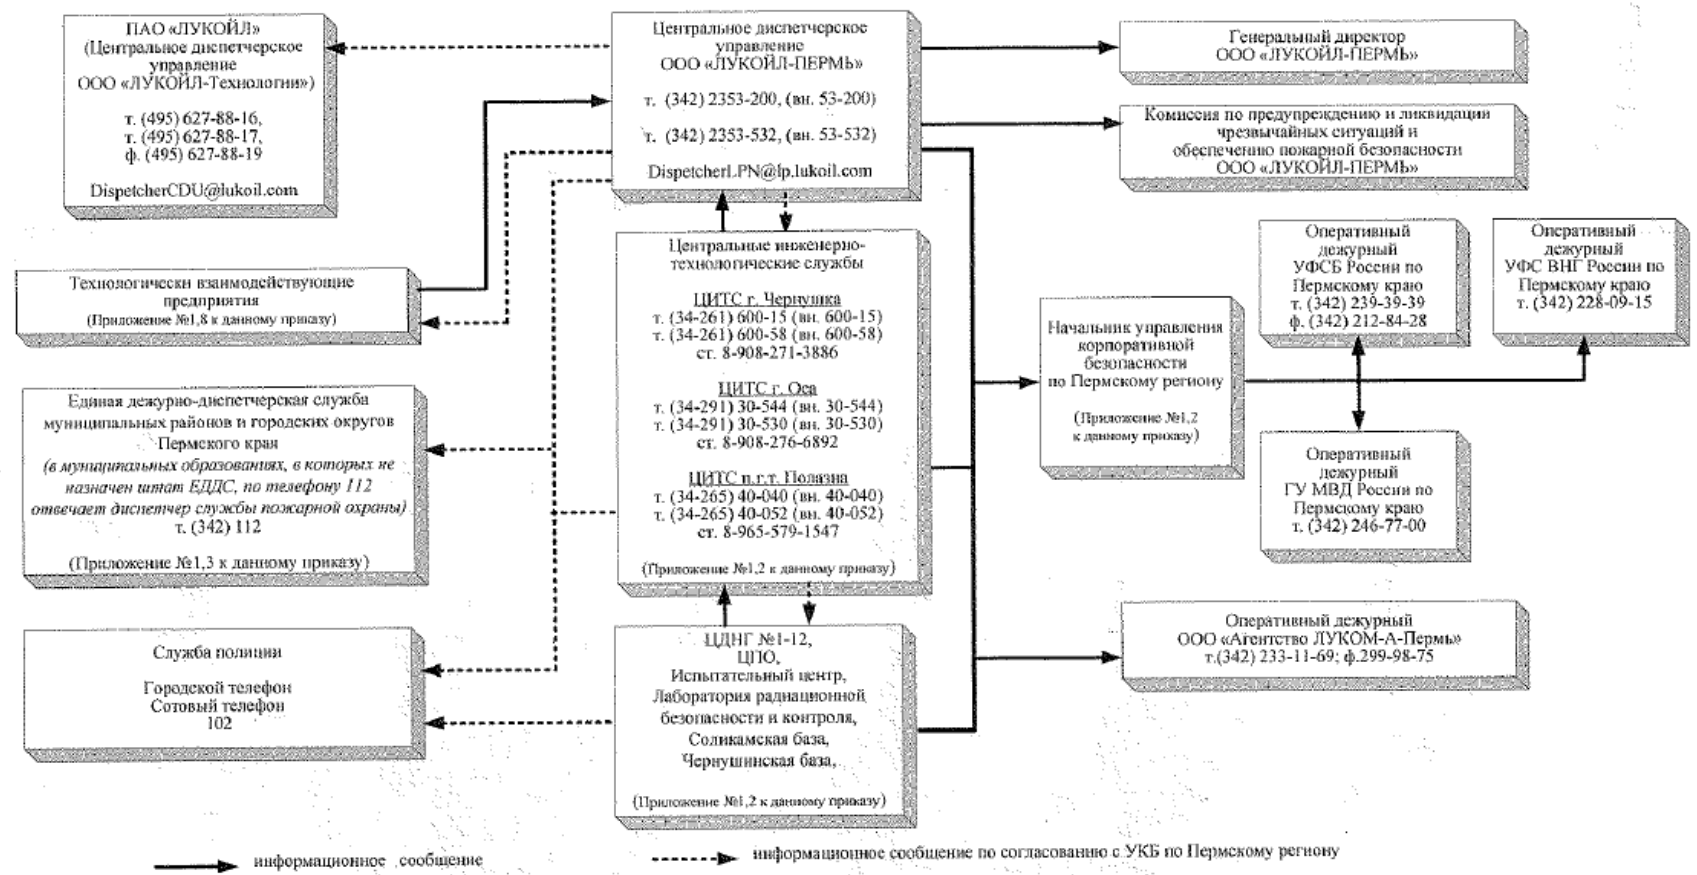 ПАО «ЛУКОЙЛ»
(Центральное диспетчерское
управление
ООО «ЛУКОЙЛ-Технологии»)
т. (495) 627-88-16,
т. (495) 627-88-17,
ф. (495) 627-88-19
DispetcherCDU@lukoil.com
Центральное диспетчерское
управление
ООО «ЛУКОЙЛ-ПЕРМЬ»
т. (342) 2353-200, (вн. 53-200)
т. (342) 2353-532, (вн. 53-532)
DispetcherLPN@lp.lukoil.com
Генеральный директор
ООО «ЛУКОЙЛ-ПЕРМЬ»
Комиссия по предупреждению и ликвидации
чрезвычайных ситуаций и
обеспечению пожарной безопасности
ООО «ЛУКОЙЛ-ПЕРМЬ»
Технологически взаимодействующие
предприятия
(Приложение №1,8 к данному приказу)
Центральные инженерно-
технологические службы
ЦИТС г. Чернушка
т. (34-261) 600-15 (вн. 600-15)
т. (34-261) 600-58 (вн. 600-58)
ст. 8-908-271-3886
ЦИТС г. Оса
т. (34-291) 30-544 (вн. 30-544)
т. (34-291) 30-530 (вн. 30-530)
ст. 8-908-276-6892
ЦИТС п.г.т. Полазна
т. (34-265) 40-040 (вн. 40-040)
т. (34-265) 40-052 (вн. 40-052)
ст. 8-965-579-1547
(Приложение №1,2 к данному приказу)
Начальник управления
корпоративной
безопасности
по Пермскому региону
(Приложение №1,2
к данному приказу)
Оперативный
дежурный
УФСБ России по
Пермскому краю
т. (342) 239-39-39
ф. (342) 212-84-28
Оперативный
дежурный
УФС ВНГ России по
Пермскому краю
т. (342) 228-09-15
Оперативный
дежурный
ГУ МВД России по
Пермскому краю
т. (342) 246-77-00
Единая дежурно-диспетчерская служба
муниципальных районов и городских округов
Пермского края
(в муниципальных образованиях, в которых не
назначен штат ЕДДС, по телефону 112
отвечает диспетчер службы пожарной охраны)
т. (342) 112
(Приложение №1,3 к данному приказу)
Служба полиции
Городской телефон
Сотовый телефон
102
ЦДНГ №1-12,
ЦПО,
Испытательный центр,
Лаборатория радиационной
безопасности и контроля,
Соликамская база,
Чернушинская база,
(Приложение №1,2 к данному приказу)
Оперативный дежурный
ООО «Агентство ЛУКОМ-А-Пермь»
т.(342) 233-11-69; ф.299-98-75
информационное сообщение
информационное сообщение по согласованию с УКБ по Пермскому региону